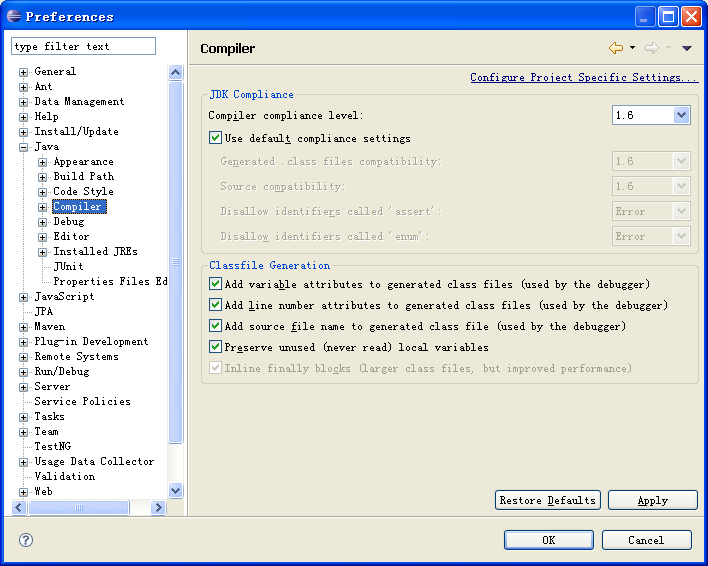 Preferences
type filter text
General
Ant
Data Management
Help
Install/Update
Java
Appearance
Build Path
Code Style
Compiler
Debug
Editor
Installed JREs
JUnit
Properties Files Ed
JavaScript
JPA
Maven
Plug-in Development
Remote Systems
Run/Debug
Server
Service Policies
Tasks
Team
TestNG
Usage Data Collector
Validation
Web
Compiler
Configure Project Specific Settings...
JDK Compliance
Compiler compliance level: 1.6
Use default compliance settings
Generated .class files compatibility: 1.6
Source compatibility: 1.6
Disallow identifiers called 'assert': Error
Disallow identifiers called 'enum': Error
Classfile Generation
Add variable attributes to generated class files (used by the debugger)
Add line number attributes to generated class files (used by the debugger)
Add source file name to generated class file (used by the debugger)
Preserve unused (never read) local variables
Inline finally blocks (larger class files, but improved performance)
Restore Defaults Apply
? OK Cancel